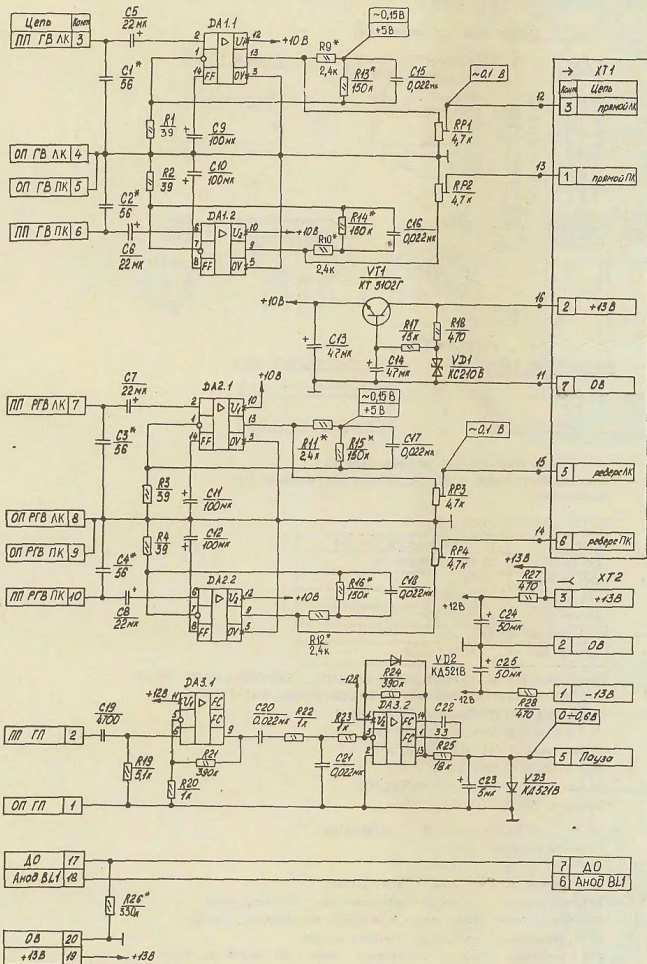 Цепь Конт
ПП ГВ ЛК 3
C5
22мк
DA1.1
+10В
~0,15В
+5В
R9*
2,4к
R13*
150к
C15
0,022мк
~0,1 В
→ XT1
Конт Цепь
12
3 прямой ЛК
C1*
56
R1
39
C9
100мк
RP1
4,7к
ОП ГВ ЛК 4
13
1 прямой ПК
C10
100мк
R2
39
RP2
4,7к
ОП ГВ ПК 5
C2*
56
DA1.2
ПП ГВ ПК 6
C6
22мк
+10В
R14*
150к
C16
0,022мк
R10*
2,4к
VT1
КТ3102Г
+10В
16
2 +13В
C13
47мк
R17
15к
R18
470
C14
47мк
VD1
КС210Б
11
7 0В
C7
22мк
DA2.1
+10В
ПП РГВ ЛК 7
~0,15В
+5В
R11*
2,4к
R15*
150к
C17
0,022мк
~0,1 В
15
5 реверс ЛК
C3*
56
R3
39
C11
100мк
RP3
4,7к
ОП РГВ ЛК 8
14
6 реверс ПК
C12
100мк
R4
39
RP4
4,7к
ОП РГВ ПК 9
C4*
56
DA2.2
ПП РГВ ПК 10
C8
22мк
+10В
R16*
150к
C18
0,022мк
R12*
2,4к
+13В
R27
470
XT2
3 +13В
+12В
C24
50мк
2 0В
C25
50мк
-12В
R28
470
1 -13В
VD2
КД521В
R24
390к
DA3.1
+12В
C19
4700
ПП ГП 2
R19
5,1к
R21
390к
R20
1к
C20
0,022мк
R22
1к
C21
0,022мк
R23
1к
-12В
DA3.2
C22
3,3
R25
18к
0÷0,6В
5 Пауза
C23
5мк
VD3
КД521В
ОП ГП 1
ДО 17
7 ДО
Анод BL1 18
6 Анод BL1
R26*
330к
0В 20
+13В 19
+13В